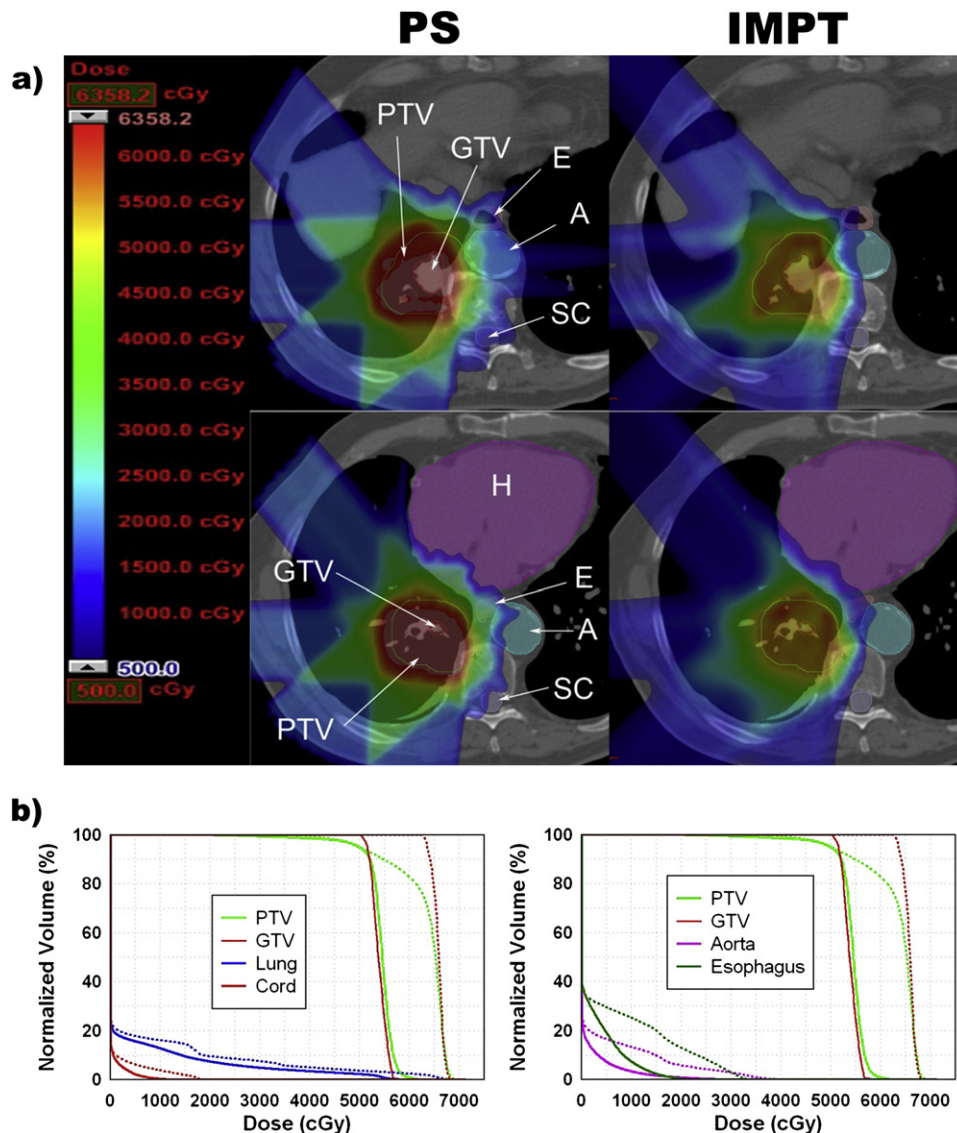 PS IMPT
a)
Dose
6358.2 cGy
6358.2
6000.0 cGy
5500.0 cGy
5000.0 cGy
4500.0 cGy
4000.0 cGy
3500.0 cGy
3000.0 cGy
2500.0 cGy
2000.0 cGy
1500.0 cGy
1000.0 cGy
500.0
500.0 cGy
PTV
GTV
E
A
SC
H
GTV
E
A
SC
PTV
b)
Normalized Volume (%)
100
80
60
40
20
0
PTV
GTV
Lung
Cord
0 1000 2000 3000 4000 5000 6000 7000
Dose (cGy)
Normalized Volume (%)
100
80
60
40
20
0
PTV
GTV
Aorta
Esophagus
0 1000 2000 3000 4000 5000 6000 7000
Dose (cGy)